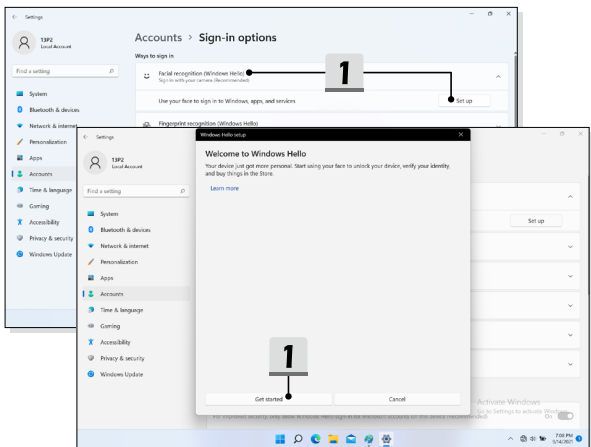 Settings
13P2
Local Account
Find a setting
System
Bluetooth & devices
Network & internet
Personalization
Apps
Accounts
Time & language
Gaming
Accessibility
Privacy & security
Windows Update
Accounts > Sign-in options
Ways to sign in
Facial recognition (Windows Hello)
Sign in with your camera (Recommended)
1
Use your face to sign in to Windows, apps, and services
Set up
Fingerprint recognition (Windows Hello)
Settings
13P2
Local Account
Find a setting
System
Bluetooth & devices
Network & internet
Personalization
Apps
Accounts
Time & language
Gaming
Accessibility
Privacy & security
Windows Update
Windows Hello setup
Welcome to Windows Hello
Your device just got more personal. Start using your face to unlock your device, verify your identity,
and buy things in the Store.
Learn more
1
Get started
Cancel
Set up
Activate Windows
Go to Settings to activate Windows.
On
7:08 PM
5/14/2021